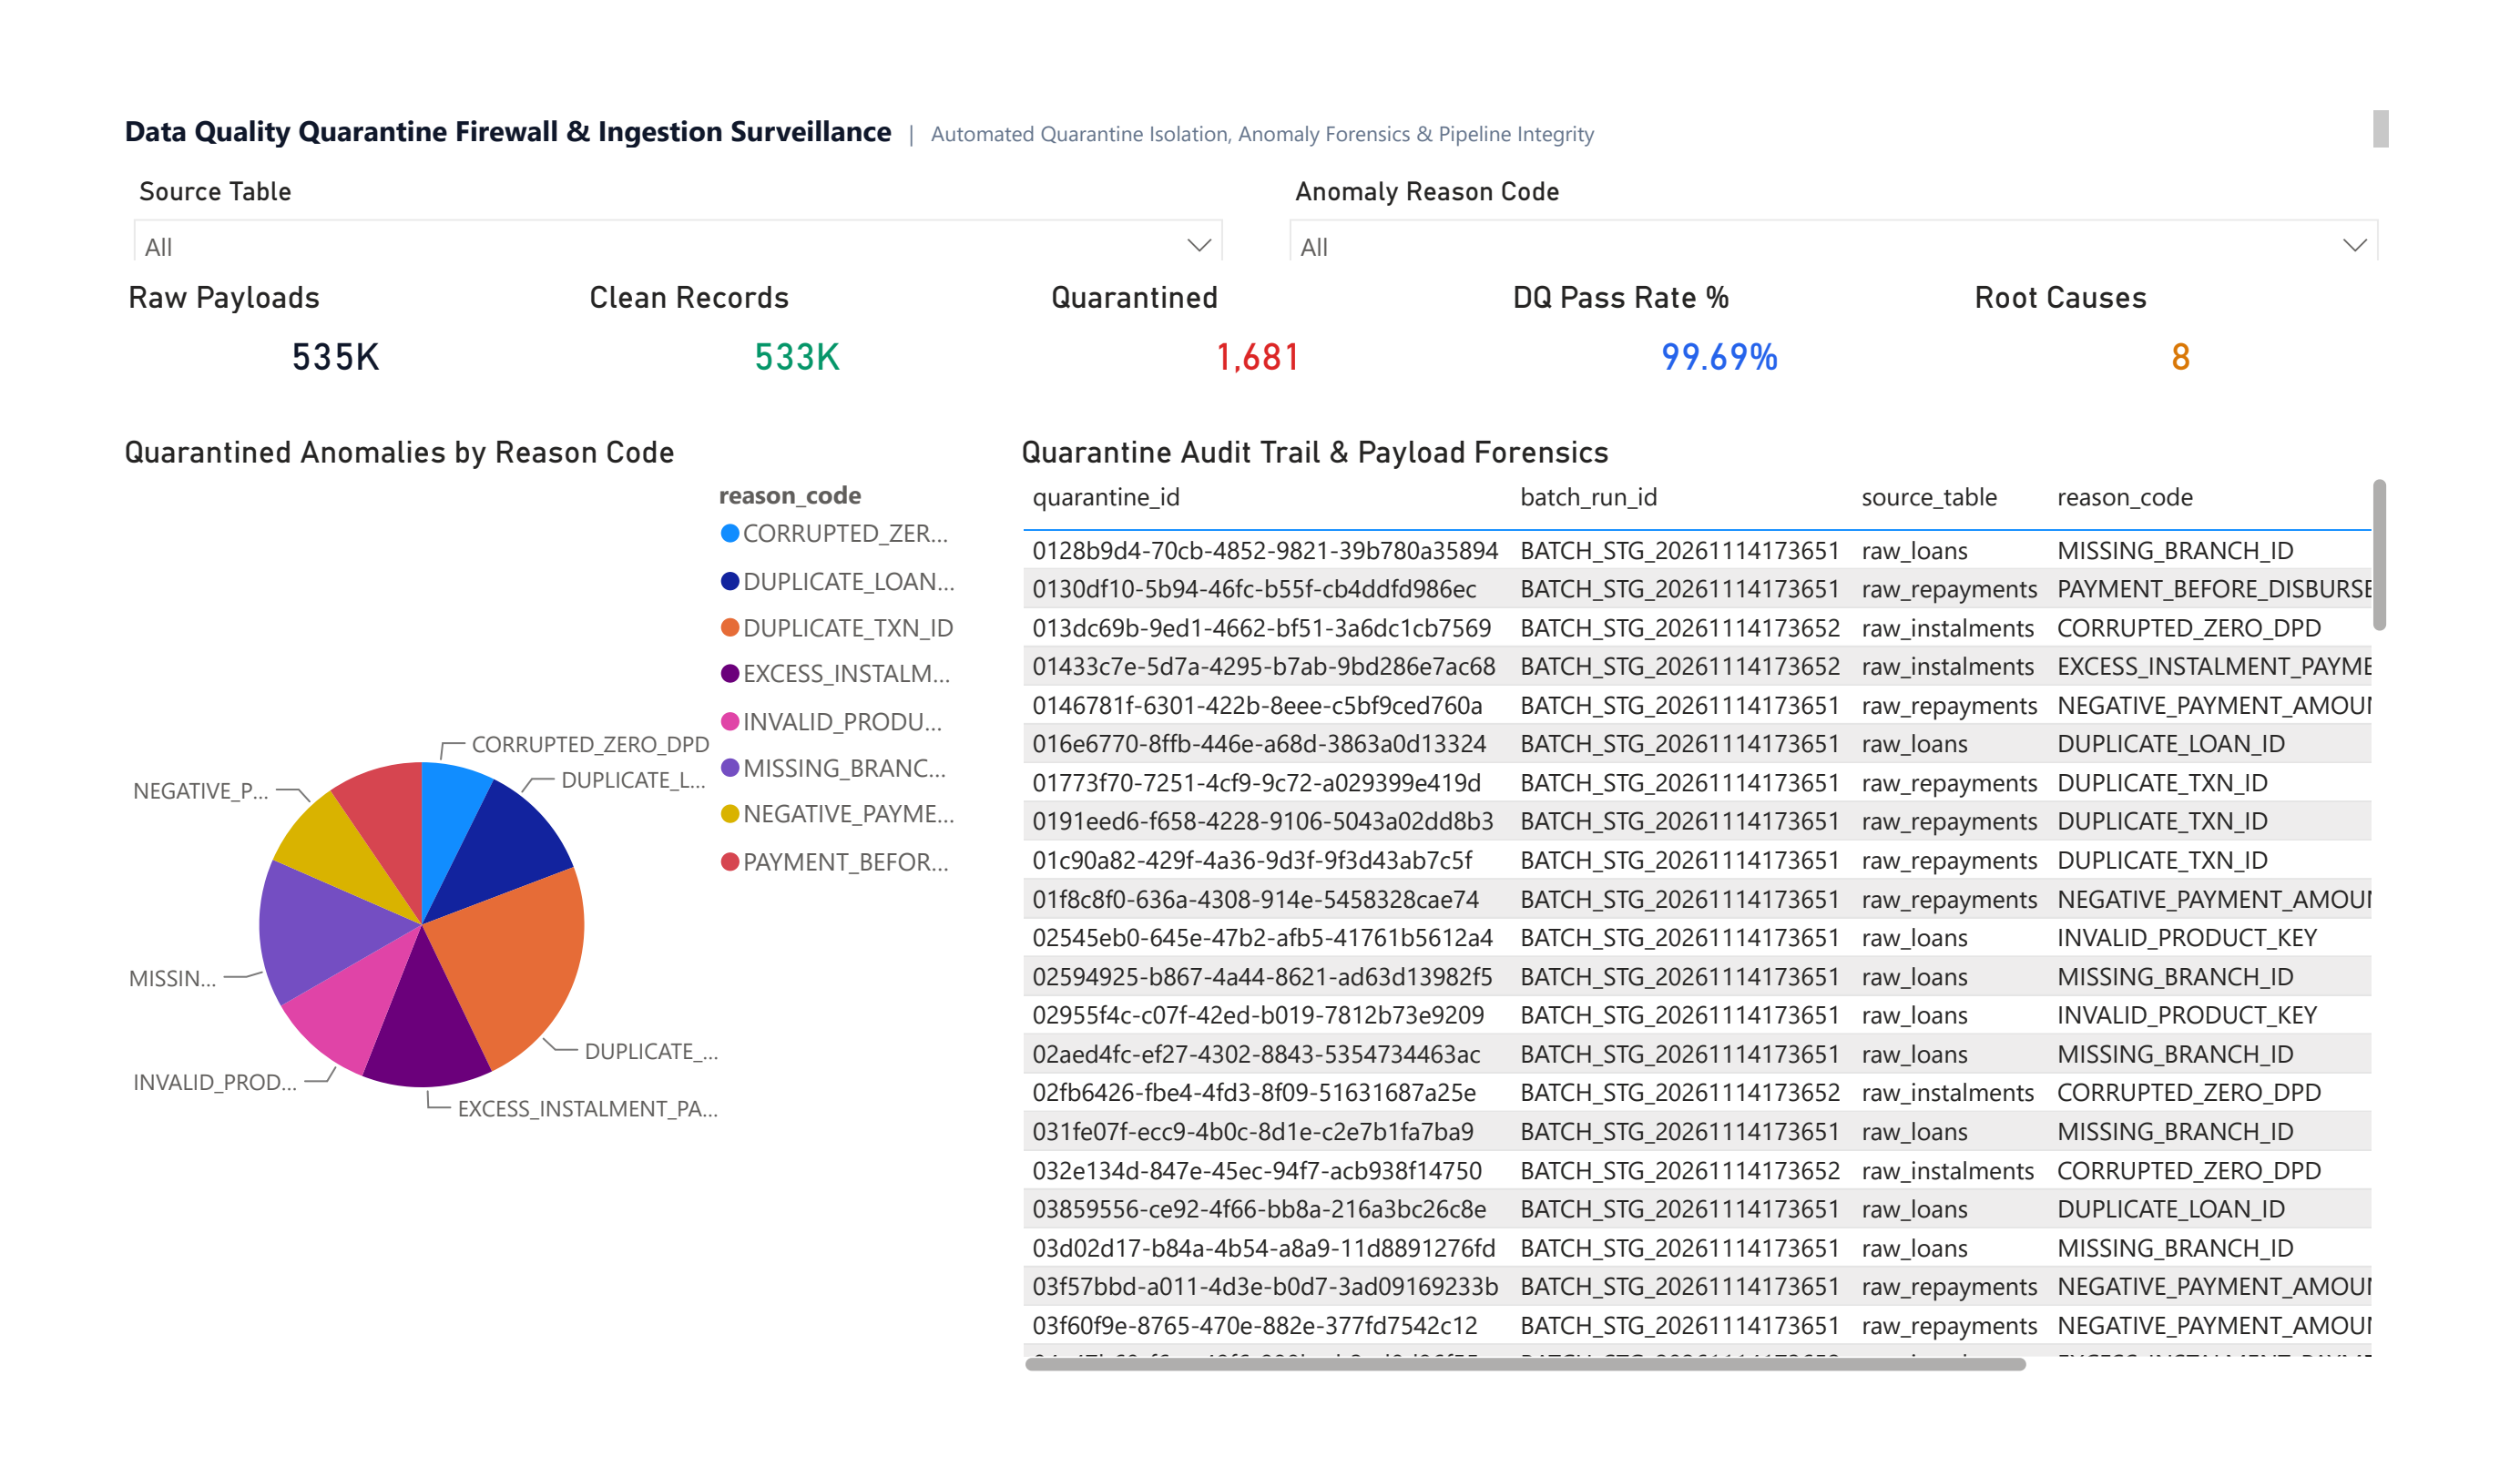 Data Quality Quarantine Firewall & Ingestion Surveillance | Automated Quarantine Isolation, Anomaly Forensics & Pipeline Integrity
Source Table
All
Anomaly Reason Code
All
Raw Payloads
535K
Clean Records
533K
Quarantined
1,681
DQ Pass Rate %
99.69%
Root Causes
8
Quarantined Anomalies by Reason Code
reason_code
CORRUPTED_ZER...
DUPLICATE_LOAN...
DUPLICATE_TXN_ID
EXCESS_INSTALM...
INVALID_PRODU...
MISSING_BRANC...
NEGATIVE_PAYME...
PAYMENT_BEFOR...
CORRUPTED_ZERO_DPD
DUPLICATE_L...
NEGATIVE_P...
MISSIN...
DUPLICATE_...
INVALID_PROD...
EXCESS_INSTALMENT_PA...
Quarantine Audit Trail & Payload Forensics
quarantine_id batch_run_id source_table reason_code
0128b9d4-70cb-4852-9821-39b780a35894 BATCH_STG_20261114173651 raw_loans MISSING_BRANCH_ID
0130df10-5b94-46fc-b55f-cb4ddfd986ec BATCH_STG_20261114173651 raw_repayments PAYMENT_BEFORE_DISBURSE
013dc69b-9ed1-4662-bf51-3a6dc1cb7569 BATCH_STG_20261114173652 raw_instalments CORRUPTED_ZERO_DPD
01433c7e-5d7a-4295-b7ab-9bd286e7ac68 BATCH_STG_20261114173652 raw_instalments EXCESS_INSTALMENT_PAYME
0146781f-6301-422b-8eee-c5bf9ced760a BATCH_STG_20261114173651 raw_repayments NEGATIVE_PAYMENT_AMOUN
016e6770-8ffb-446e-a68d-3863a0d13324 BATCH_STG_20261114173651 raw_loans DUPLICATE_LOAN_ID
01773f70-7251-4cf9-9c72-a029399e419d BATCH_STG_20261114173651 raw_repayments DUPLICATE_TXN_ID
0191eed6-f658-4228-9106-5043a02dd8b3 BATCH_STG_20261114173651 raw_repayments DUPLICATE_TXN_ID
01c90a82-429f-4a36-9d3f-9f3d43ab7c5f BATCH_STG_20261114173651 raw_repayments DUPLICATE_TXN_ID
01f8c8f0-636a-4308-914e-5458328cae74 BATCH_STG_20261114173651 raw_repayments NEGATIVE_PAYMENT_AMOUN
02545eb0-645e-47b2-afb5-41761b5612a4 BATCH_STG_20261114173651 raw_loans INVALID_PRODUCT_KEY
02594925-b867-4a44-8621-ad63d13982f5 BATCH_STG_20261114173651 raw_loans MISSING_BRANCH_ID
02955f4c-c07f-42ed-b019-7812b73e9209 BATCH_STG_20261114173651 raw_loans INVALID_PRODUCT_KEY
02aed4fc-ef27-4302-8843-5354734463ac BATCH_STG_20261114173651 raw_loans MISSING_BRANCH_ID
02fb6426-fbe4-4fd3-8f09-51631687a25e BATCH_STG_20261114173652 raw_instalments CORRUPTED_ZERO_DPD
031fe07f-ecc9-4b0c-8d1e-c2e7b1fa7ba9 BATCH_STG_20261114173651 raw_loans MISSING_BRANCH_ID
032e134d-847e-45ec-94f7-acb938f14750 BATCH_STG_20261114173652 raw_instalments CORRUPTED_ZERO_DPD
03859556-ce92-4f66-bb8a-216a3bc26c8e BATCH_STG_20261114173651 raw_loans DUPLICATE_LOAN_ID
03d02d17-b84a-4b54-a8a9-11d8891276fd BATCH_STG_20261114173651 raw_loans MISSING_BRANCH_ID
03f57bbd-a011-4d3e-b0d7-3ad09169233b BATCH_STG_20261114173651 raw_repayments NEGATIVE_PAYMENT_AMOUN
03f60f9e-8765-470e-882e-377fd7542c12 BATCH_STG_20261114173651 raw_repayments NEGATIVE_PAYMENT_AMOUN